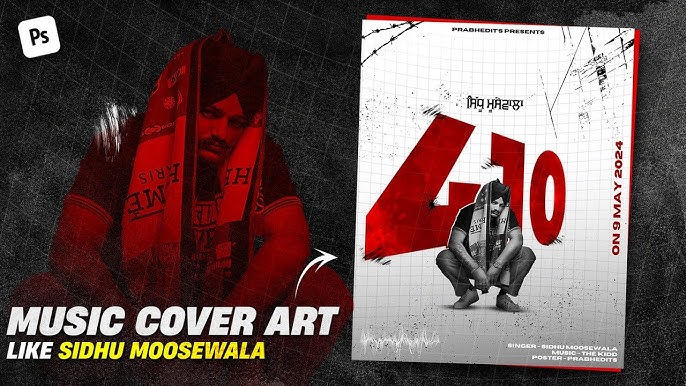 Ps
PRABHEDITS PRESENTS
ਸਿੱਧੂ ਮੂਸੇਵਾਲਾ
410
ON 9 MAY 2024
MUSIC COVER ART
LIKE SIDHU MOOSEWALA
SINGER - SIDHU MOOSEWALA
MUSIC - THE KIDD
POSTER - PRABHEDITS